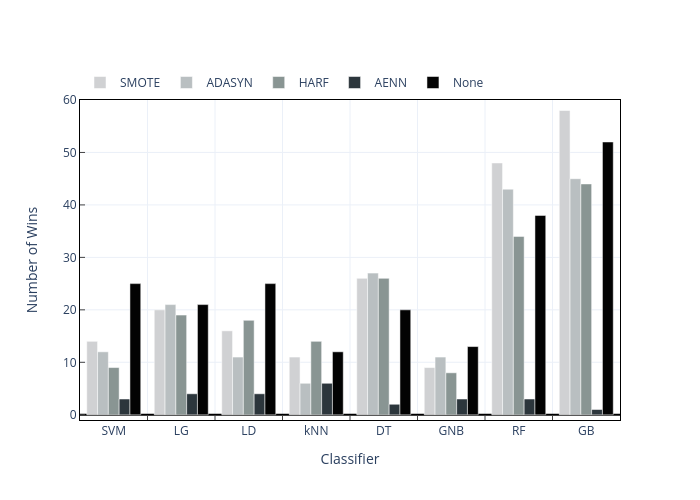 SMOTE ADASYN HARF AENN None
60
50
40
30
20
10
0
Number of Wins
SVM LG LD kNN DT GNB RF GB
Classifier